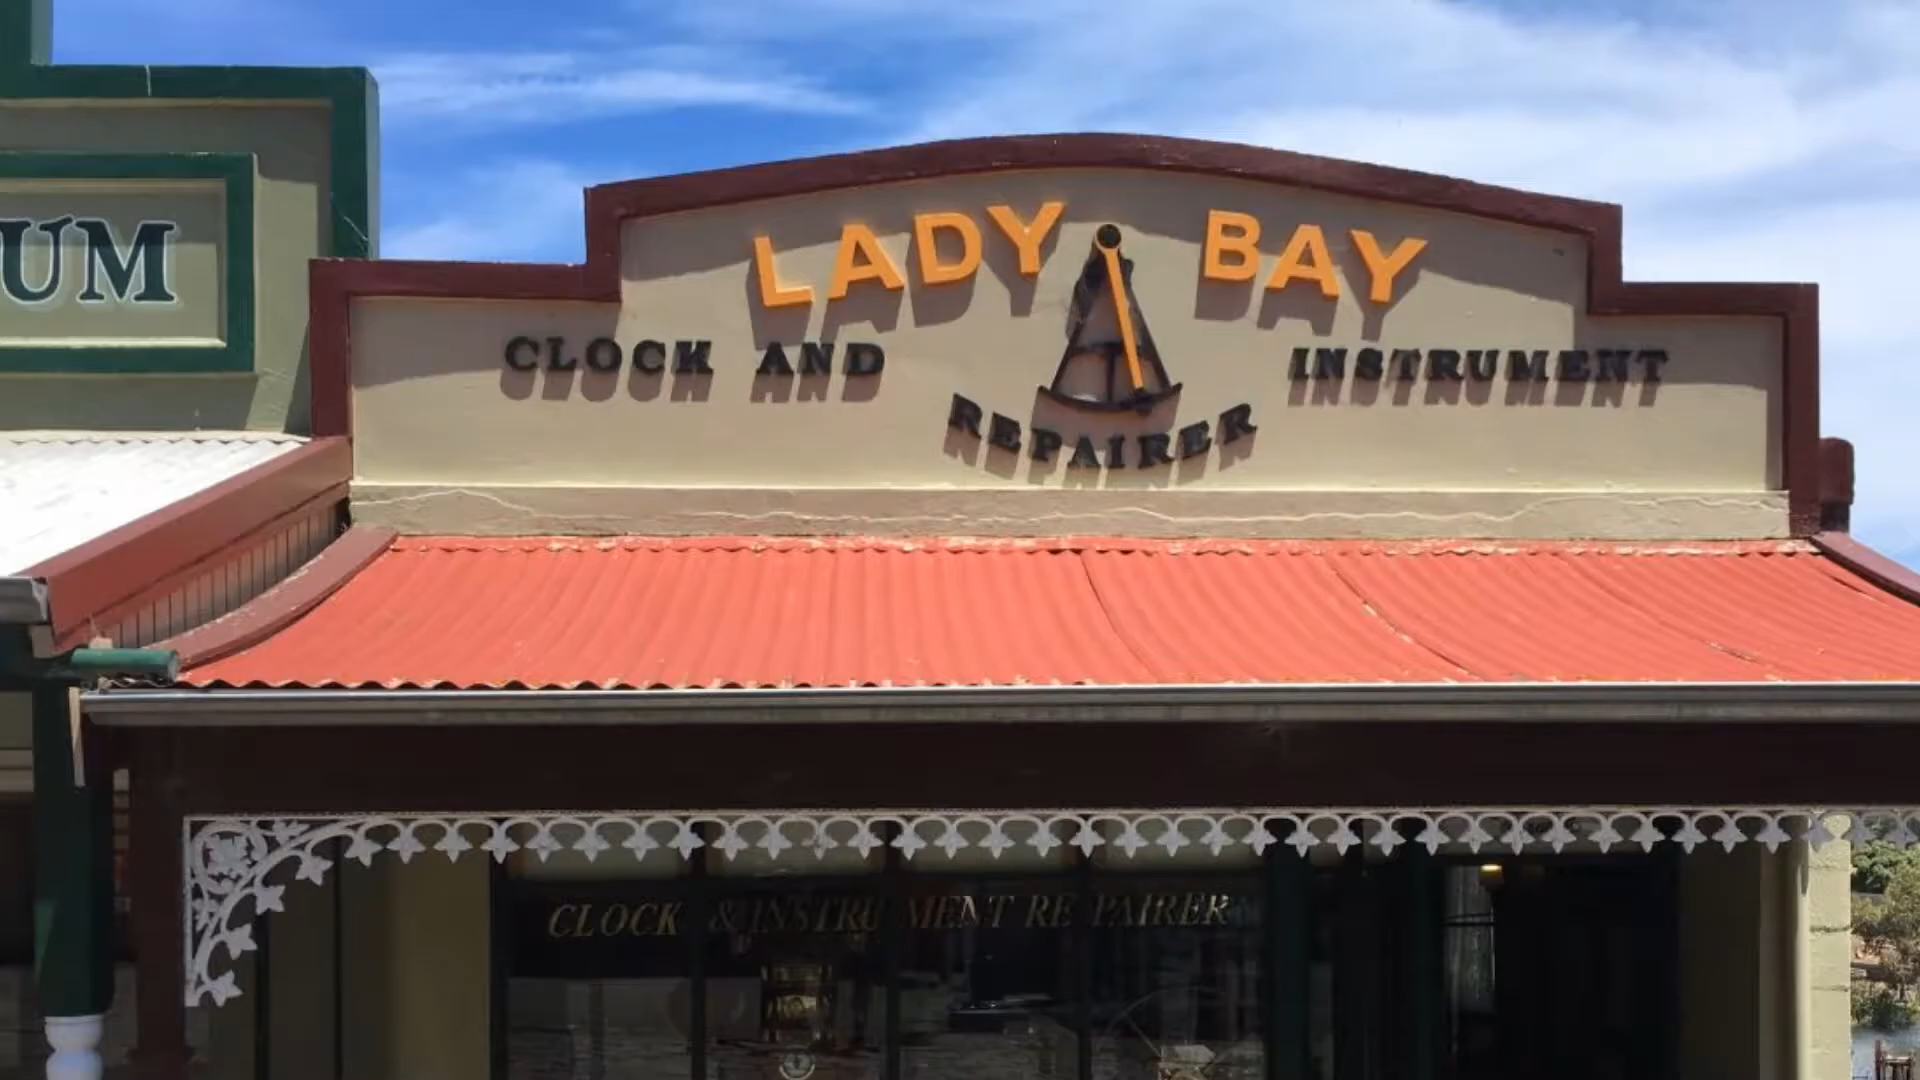 UM
LADY BAY
CLOCK AND INSTRUMENT
REPAIRER
CLOCK & INSTRUMENT REPAIRER